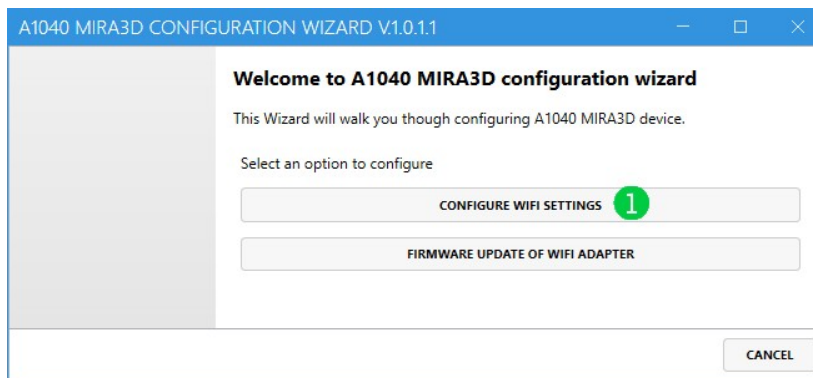 A1040 MIRA3D CONFIGURATION WIZARD V.1.0.1.1
Welcome to A1040 MIRA3D configuration wizard
This Wizard will walk you though configuring A1040 MIRA3D device.
Select an option to configure
CONFIGURE WIFI SETTINGS 1
FIRMWARE UPDATE OF WIFI ADAPTER
CANCEL